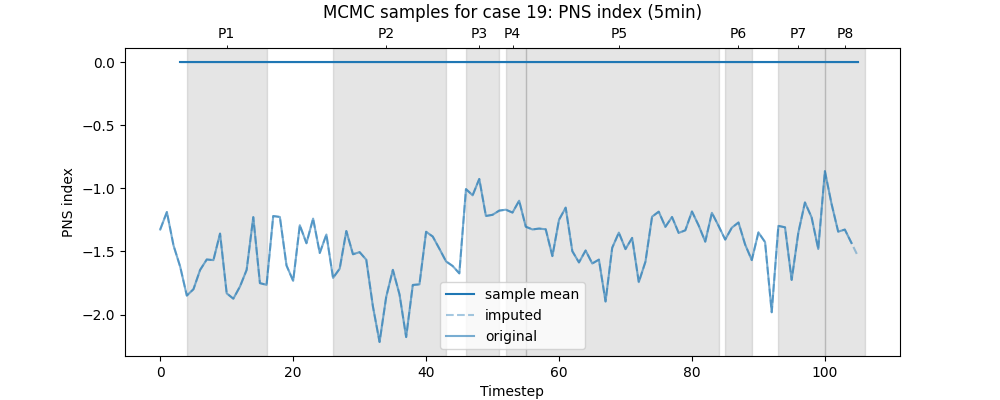 MCMC samples for case 19: PNS index (5min)
P1 P2 P3 P4 P5 P6 P7 P8
0.0
−0.5
−1.0
−1.5
−2.0
PNS index
sample mean
imputed
original
0 20 40 60 80 100
Timestep